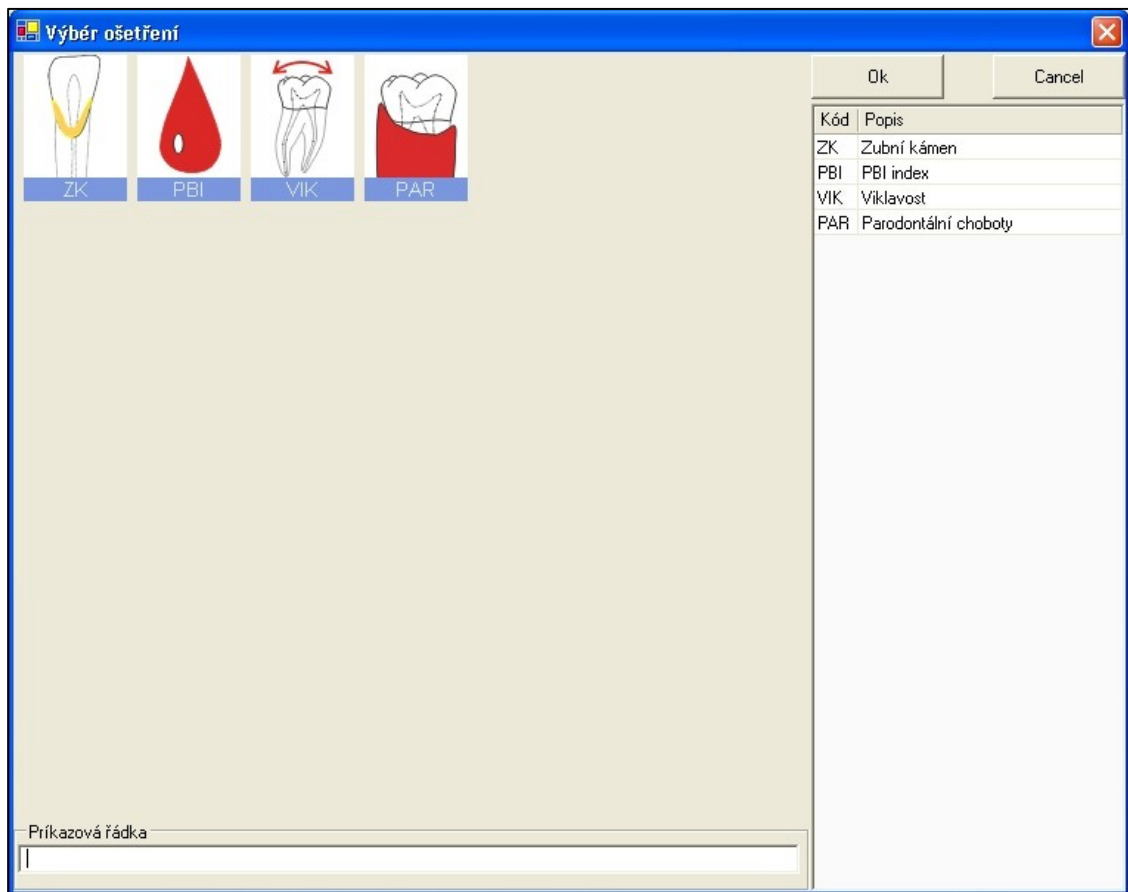 Výbér ošetření
ZK PBI VIK PAR
Ok Cancel
Kód Popis
ZK Zubní kámen
PBI PBI index
VIK Viklavost
PAR Parodontální choboty
Príkazová řádka